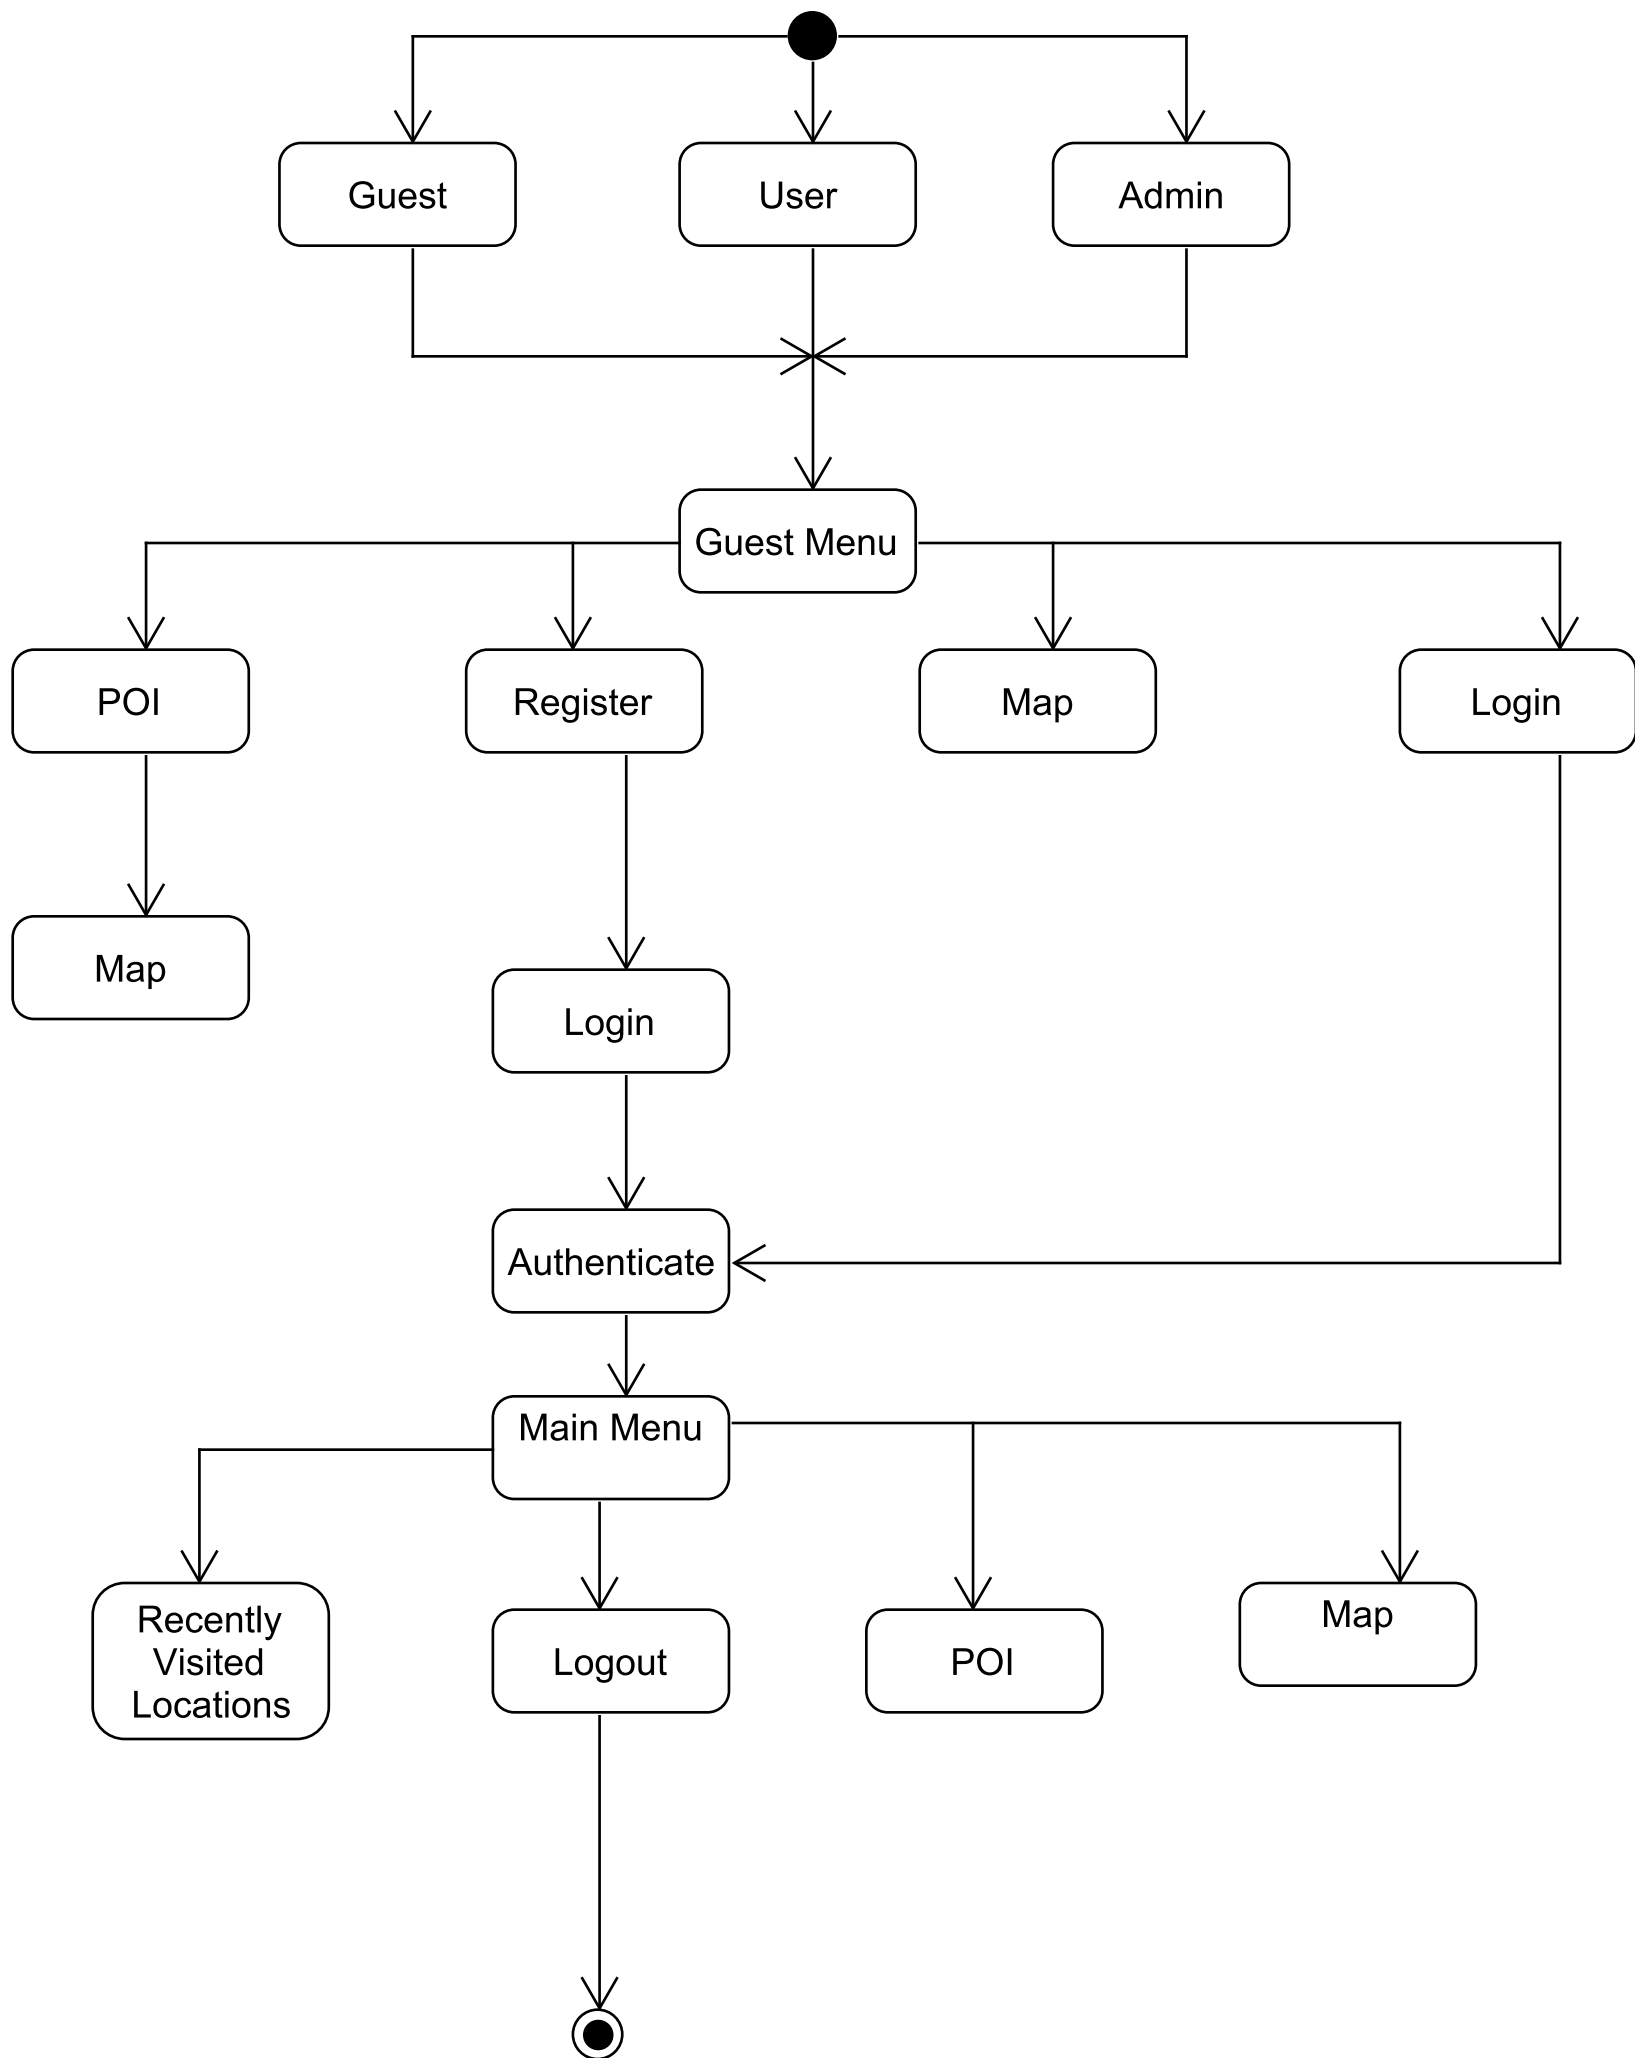 Guest
User
Admin
Guest Menu
POI
Register
Map
Login
Map
Login
Authenticate
Main Menu
Recently
Visited
Locations
Logout
POI
Map